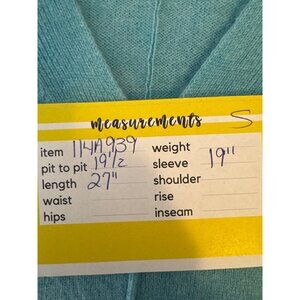 measurements S
item 114A939 weight
pit to pit 19 1/2 sleeve 19"
length 27" shoulder
waist rise
hips inseam